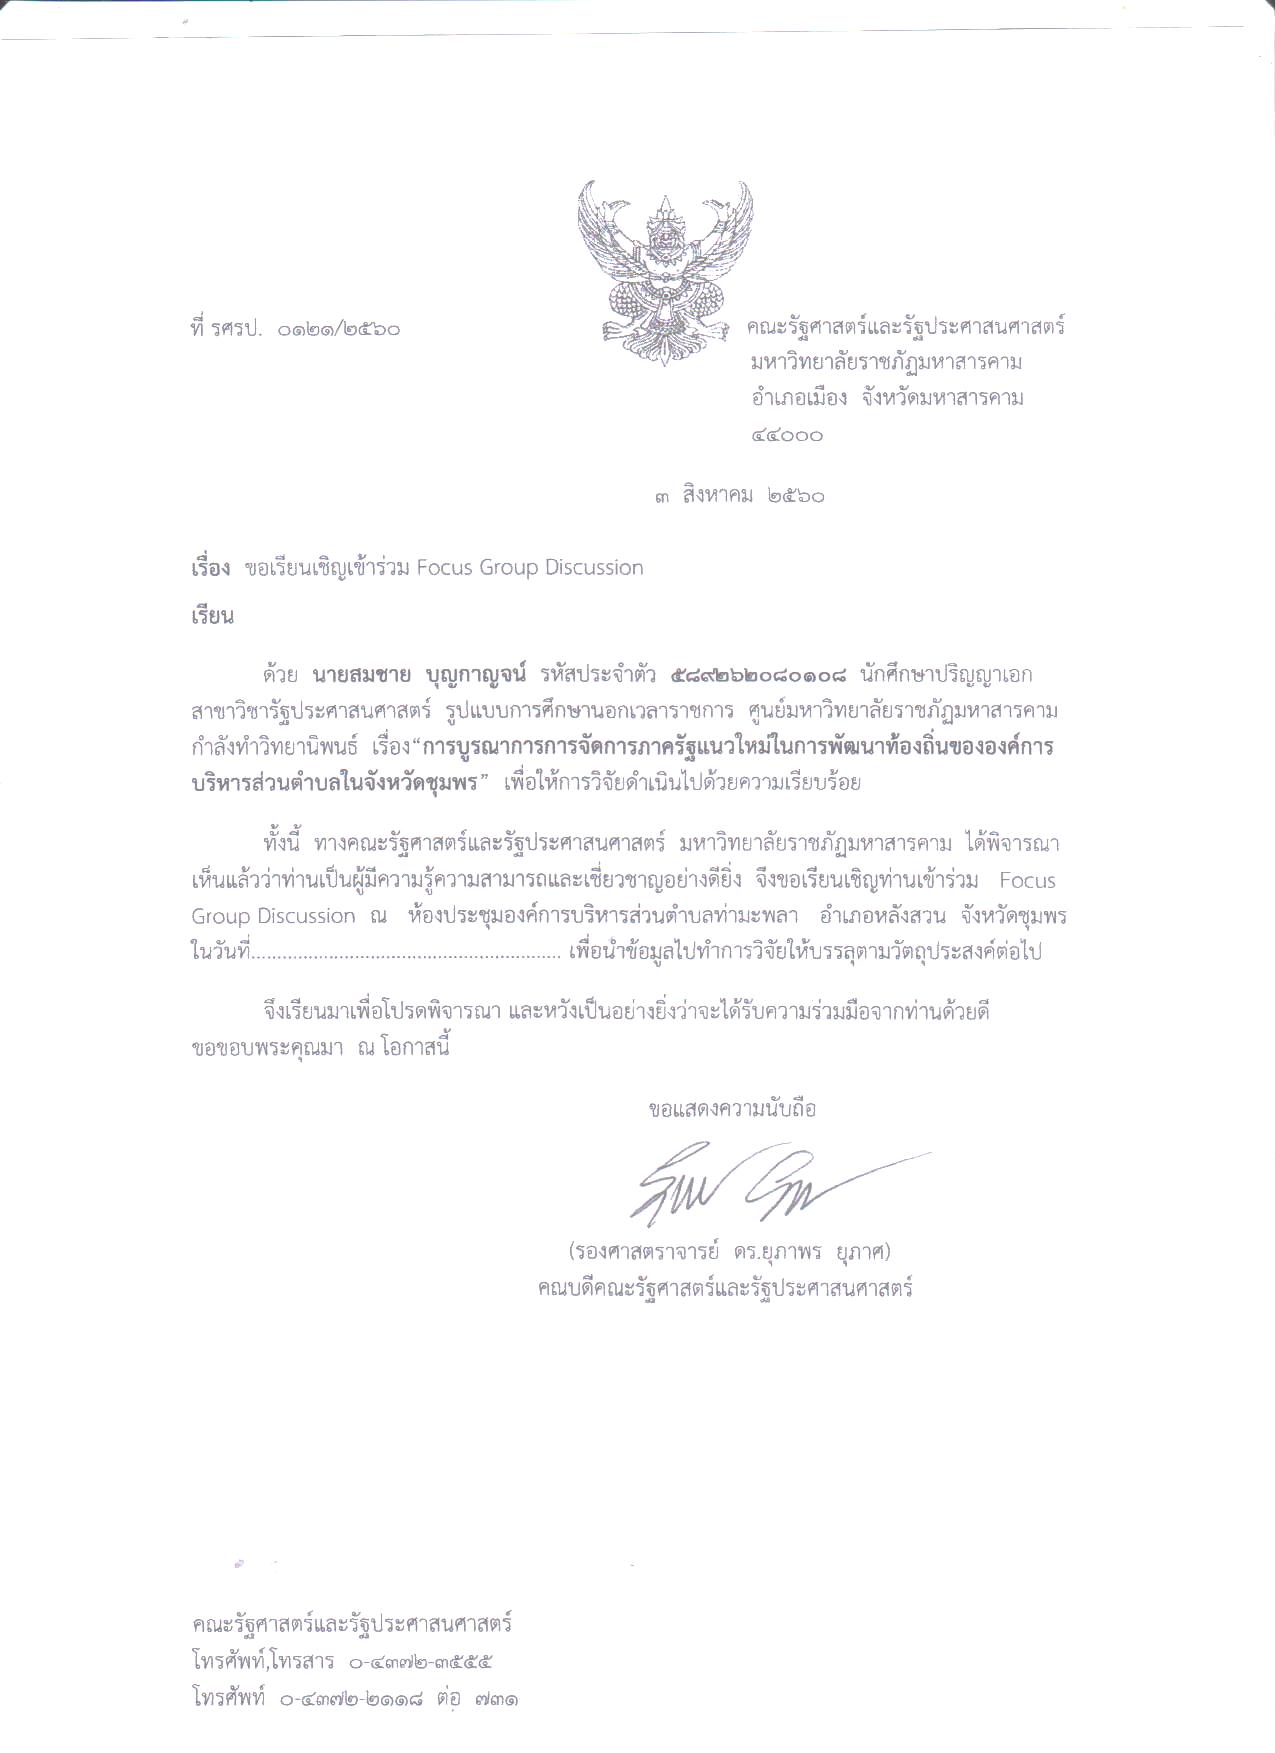 ที่ รศรป. ๐๑๒๑/๒๕๖๐
คณะรัฐศาสตร์และรัฐประศาสนศาสตร์
มหาวิทยาลัยราชภัฏมหาสารคาม
อำเภอเมือง จังหวัดมหาสารคาม
๔๔๐๐๐
๓ สิงหาคม ๒๕๖๐
เรื่อง ขอเรียนเชิญเข้าร่วม Focus Group Discussion
เรียน
ด้วย นายสมชาย บุญกาญจน์ รหัสประจำตัว ๕๘๙๒๖๒๐๘๐๑๐๘ นักศึกษาปริญญาเอก
สาขาวิชารัฐประศาสนศาสตร์ รูปแบบการศึกษานอกเวลาราชการ ศูนย์มหาวิทยาลัยราชภัฏมหาสารคาม
กำลังทำวิทยานิพนธ์ เรื่อง“การบูรณาการการจัดการภาครัฐแนวใหม่ในการพัฒนาท้องถิ่นขององค์การ
บริหารส่วนตำบลในจังหวัดชุมพร” เพื่อให้การวิจัยดำเนินไปด้วยความเรียบร้อย
ทั้งนี้ ทางคณะรัฐศาสตร์และรัฐประศาสนศาสตร์ มหาวิทยาลัยราชภัฏมหาสารคาม ได้พิจารณา
เห็นแล้วว่าท่านเป็นผู้มีความรู้ความสามารถและเชี่ยวชาญอย่างดียิ่ง จึงขอเรียนเชิญท่านเข้าร่วม Focus
Group Discussion ณ ห้องประชุมองค์การบริหารส่วนตำบลท่ามะพลา อำเภอหลังสวน จังหวัดชุมพร
ในวันที่............................................................ เพื่อนำข้อมูลไปทำการวิจัยให้บรรลุตามวัตถุประสงค์ต่อไป
จึงเรียนมาเพื่อโปรดพิจารณา และหวังเป็นอย่างยิ่งว่าจะได้รับความร่วมมือจากท่านด้วยดี
ขอขอบพระคุณมา ณ โอกาสนี้
ขอแสดงความนับถือ
(รองศาสตราจารย์ ดร.ยุภาพร ยุภาศ)
คณบดีคณะรัฐศาสตร์และรัฐประศาสนศาสตร์
คณะรัฐศาสตร์และรัฐประศาสนศาสตร์
โทรศัพท์,โทรสาร ๐-๔๓๗๒-๓๕๕๕
โทรศัพท์ ๐-๔๓๗๒-๒๑๑๘ ต่อ ๗๓๑